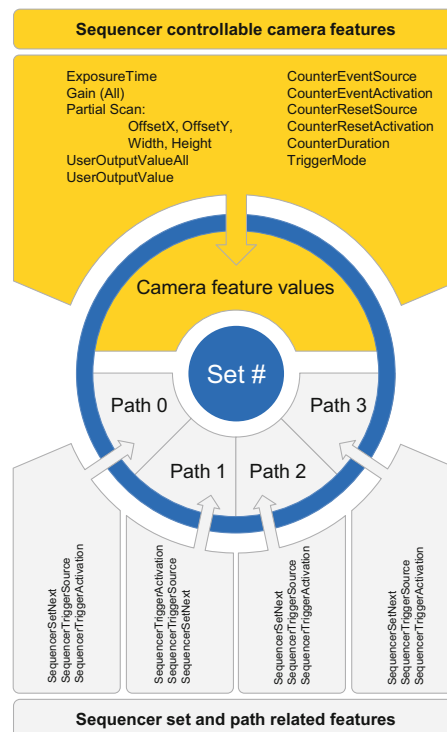 Sequencer controllable camera features
ExposureTime
Gain (All)
Partial Scan:
OffsetX, OffsetY,
Width, Height
UserOutputValueAll
UserOutputValue
CounterEventSource
CounterEventActivation
CounterResetSource
CounterResetActivation
CounterDuration
TriggerMode
Camera feature values
Set #
Path 0
Path 1
Path 2
Path 3
SequencerSetNext
SequencerTriggerSource
SequencerTriggerActivation
SequencerTriggerActivation
SequencerTriggerSource
SequencerSetNext
SequencerSetNext
SequencerTriggerSource
SequencerTriggerActivation
SequencerSetNext
SequencerTriggerSource
SequencerTriggerActivation
Sequencer set and path related features